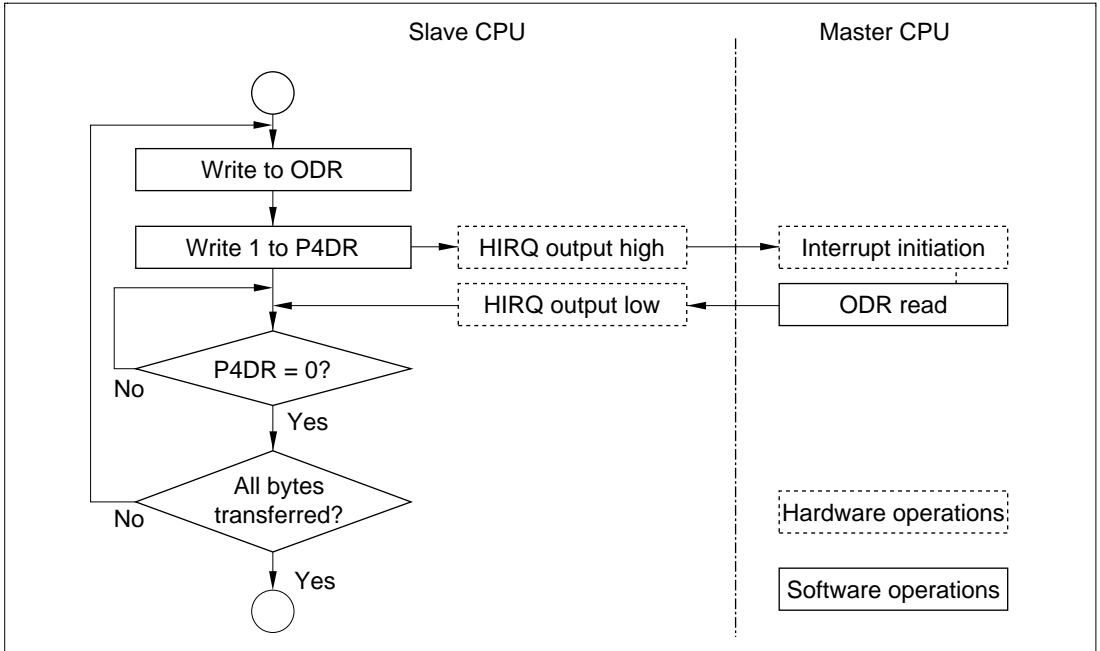 Slave CPU
Master CPU
Write to ODR
Write 1 to P4DR
HIRQ output high
Interrupt initiation
HIRQ output low
ODR read
P4DR = 0?
No
Yes
All bytes
transferred?
No
Yes
Hardware operations
Software operations